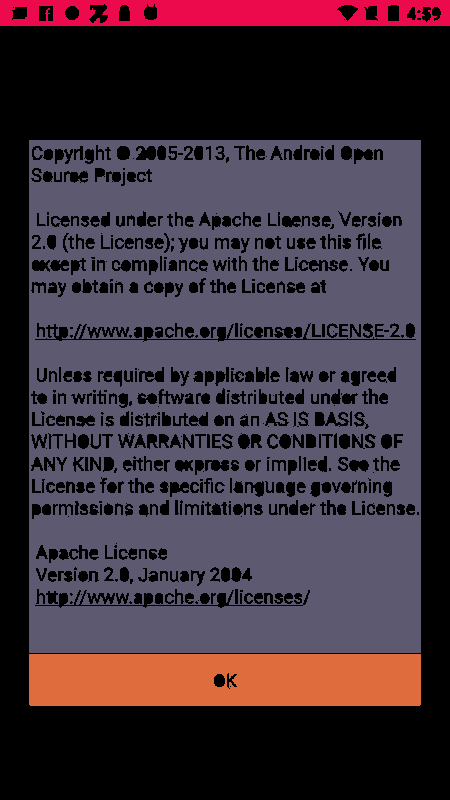 4:59
Copyright © 2005-2013, The Android Open
Source Project
Licensed under the Apache License, Version
2.0 (the License); you may not use this file
except in compliance with the License. You
may obtain a copy of the License at
http://www.apache.org/licenses/LICENSE-2.0
Unless required by applicable law or agreed
to in writing, software distributed under the
License is distributed on an AS IS BASIS,
WITHOUT WARRANTIES OR CONDITIONS OF
ANY KIND, either express or implied. See the
License for the specific language governing
permissions and limitations under the License.
Apache License
Version 2.0, January 2004
http://www.apache.org/licenses/
OK